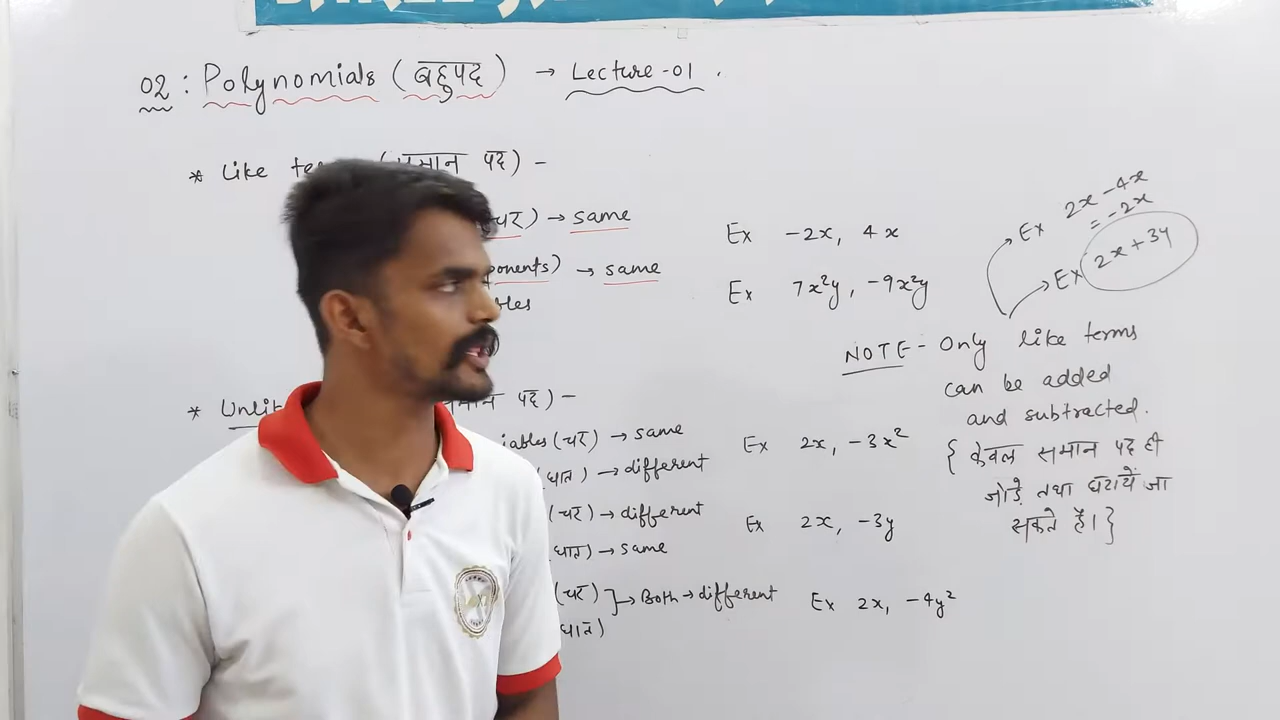 02 : Polynomials (बहुपद) → Lecture-01 .
* Like (समान पद) -
चर) → same
ponents) → same
bles
Ex -2x, 4x
Ex 7x²y, -9x²y
Ex 2x-4x
= -2x
Ex 2x+3y
NOTE - Only like terms
can be added
and subtracted.
{ केवल समान पद ही
जोड़े तथा घटायें जा
सकते हैं। }
* Unlik मान पद) -
iables (चर) → same
घात) → different
Ex 2x, -3x²
(चर) → different
(घात) → same
Ex 2x, -3y
(चर) ] → Both → different Ex 2x, -4y²
घात)